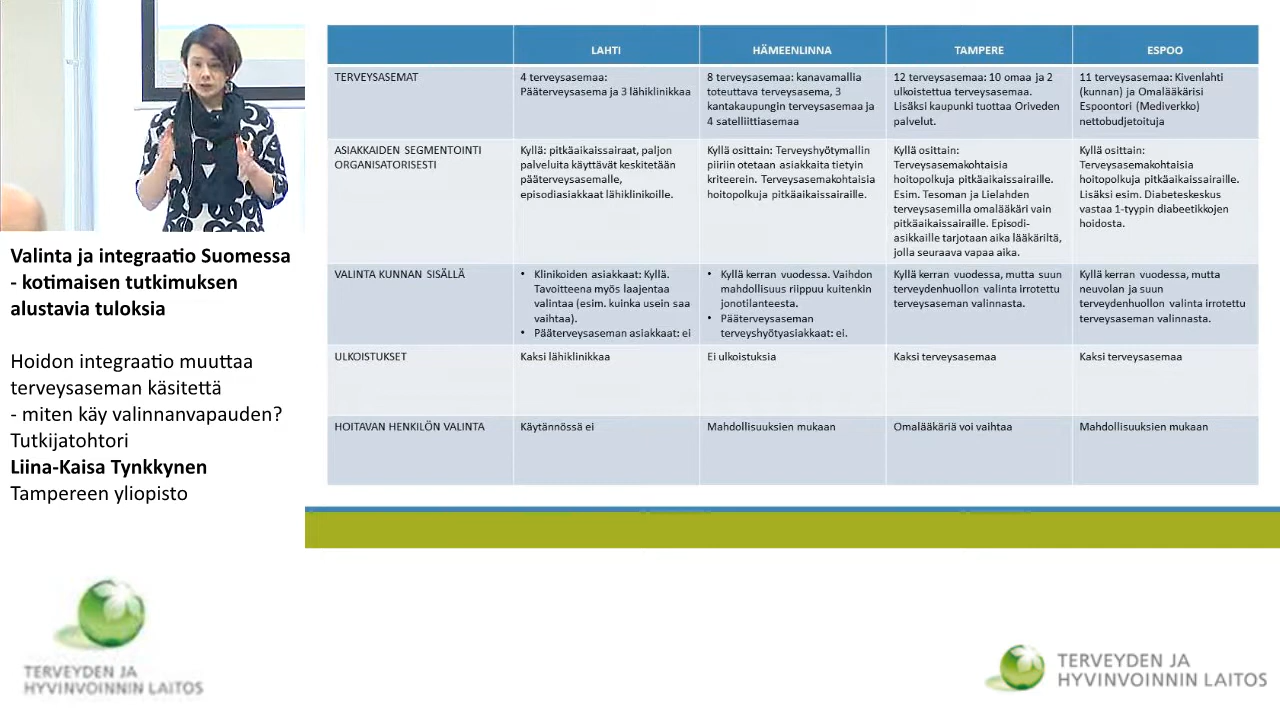 Valinta ja integraatio Suomessa
- kotimaisen tutkimuksen
alustavia tuloksia
Hoidon integraatio muuttaa
terveysaseman käsitettä
- miten käy valinnanvapauden?
Tutkijatohtori
Liina-Kaisa Tynkkynen
Tampereen yliopisto
LAHTI
HÄMEENLINNA
TAMPERE
ESPOO
TERVEYSASEMAT
4 terveysasemaa:
Pääterveysasema ja 3 lähiklinikkaa
8 terveysasemaa: kanavamallia
toteuttava terveysasema, 3
kantakaupungin terveysasemaa ja
4 satelliittiasemaa
12 terveysasemaa: 10 omaa ja 2
ulkoistettua terveysasemaa.
Lisäksi kaupunki tuottaa Oriveden
palvelut.
11 terveysasemaa: Kivenlahti
(kunnan) ja Omalääkärisi
Espoontori (Mediverkko)
nettobudjetoituja
ASIAKKAIDEN SEGMENTOINTI
ORGANISATORISESTI
Kyllä: pitkäaikaissairaat, paljon
palveluita käyttävät keskitetään
pääterveysasemalle,
episodiasiakkaat lähiklinikoille.
Kyllä osittain: Terveyshyötymallin
piiriin otetaan asiakkaita tietyin
kriteerein. Terveysasemakohtaisia
hoitopolkuja pitkäaikaissairaille.
Kyllä osittain:
Terveysasemakohtaisia
hoitopolkuja pitkäaikaissairaille.
Esim. Tesoman ja Lielahden
terveysasemilla omalääkäri vain
pitkäaikaissairaille. Episodi-
asikkaille tarjotaan aika lääkäriltä,
jolla seuraava vapaa aika.
Kyllä osittain:
Terveysasemakohtaisia
hoitopolkuja pitkäaikaissairaille.
Lisäksi esim. Diabeteskeskus
vastaa 1-tyypin diabeetikkojen
hoidosta.
VALINTA KUNNAN SISÄLLÄ
• Klinikoiden asiakkaat: Kyllä.
Tavoitteena myös laajentaa
valintaa (esim. kuinka usein saa
vaihtaa).
• Pääterveysaseman asiakkaat: ei
• Kyllä kerran vuodessa. Vaihdon
mahdollisuus riippuu kuitenkin
jonotilanteesta.
• Pääterveysaseman
terveyshyötyasiakkaat: ei.
Kyllä kerran vuodessa, mutta suun
terveydenhuollon valinta irrotettu
terveysaseman valinnasta.
Kyllä kerran vuodessa, mutta
neuvolan ja suun
terveydenhuollon valinta irrotettu
terveysaseman valinnasta.
ULKOISTUKSET
Kaksi lähiklinikkaa
Ei ulkoistuksia
Kaksi terveysasemaa
Kaksi terveysasemaa
HOITAVAN HENKILÖN VALINTA
Käytännössä ei
Mahdollisuuksien mukaan
Omalääkäriä voi vaihtaa
Mahdollisuuksien mukaan
TERVEYDEN JA
HYVINVOINNIN LAITOS
TERVEYDEN JA
HYVINVOINNIN LAITOS